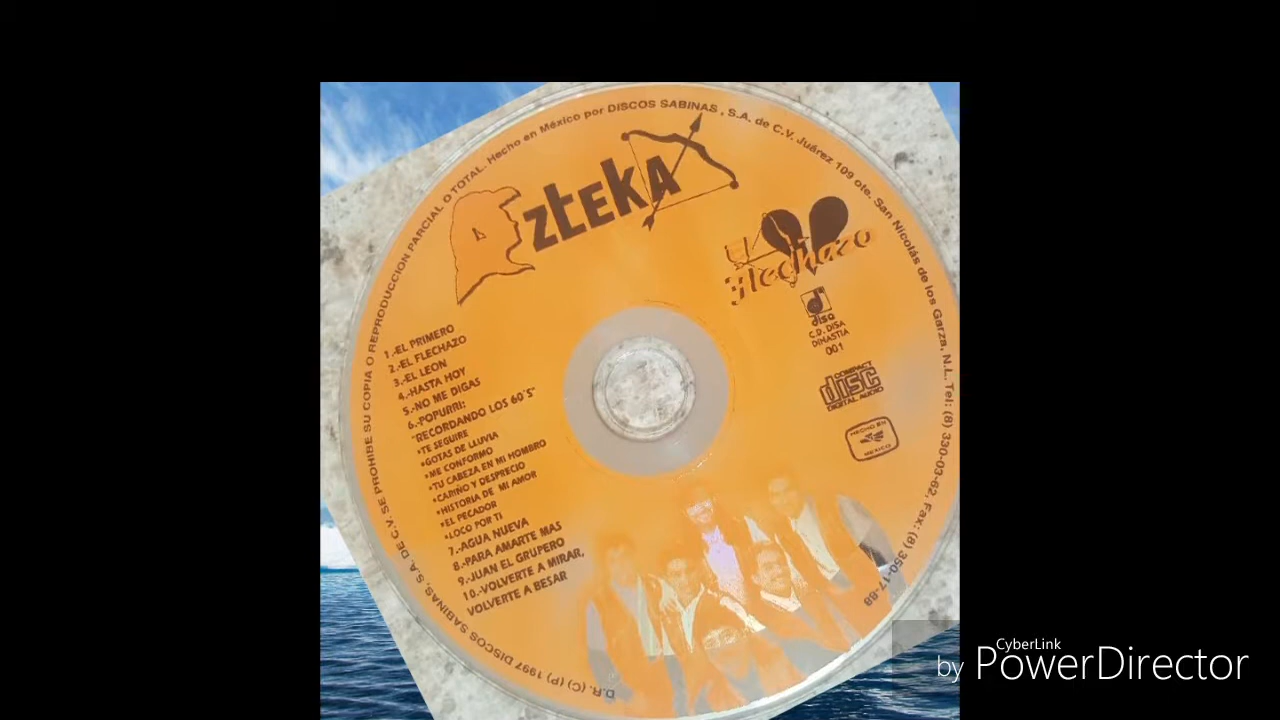 D.R. (C) (P) 1997 DISCOS SABINAS, S.A. DE C.V. SE PROHIBE SU COPIA O REPRODUCCION PARCIAL O TOTAL. Hecho en México por DISCOS SABINAS, S.A. de C.V. Juárez 109 ote. San Nicolás de los Garza, N.L. Tel: (8) 330-03-62, Fax: (8) 350-17-88
AZTEKA
El
Flechazo
disa
C.D. DISA
DINASTIA
001
COMPACT
disc
DIGITAL AUDIO
HECHO EN
MEXICO
1.-EL PRIMERO
2.-EL FLECHAZO
3.-EL LEON
4.-HASTA HOY
5.-NO ME DIGAS
6.-POPURRI:
"RECORDANDO LOS 60'S"
*TE SEGUIRE
*GOTAS DE LLUVIA
*ME CONFORMO
*TU CABEZA EN MI HOMBRO
*CARIÑO Y DESPRECIO
*HISTORIA DE MI AMOR
*EL PECADOR
*LOCO POR TI
7.-AGUA NUEVA
8.-PARA AMARTE MAS
9.-JUAN EL GRUPERO
10.-VOLVERTE A MIRAR,
VOLVERTE A BESAR
CyberLink
by PowerDirector